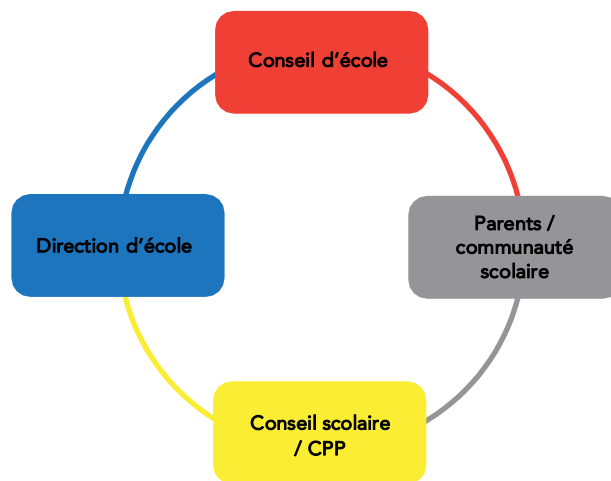 Conseil d’école
Direction d’école
Parents /
communauté
scolaire
Conseil scolaire
/ CPP